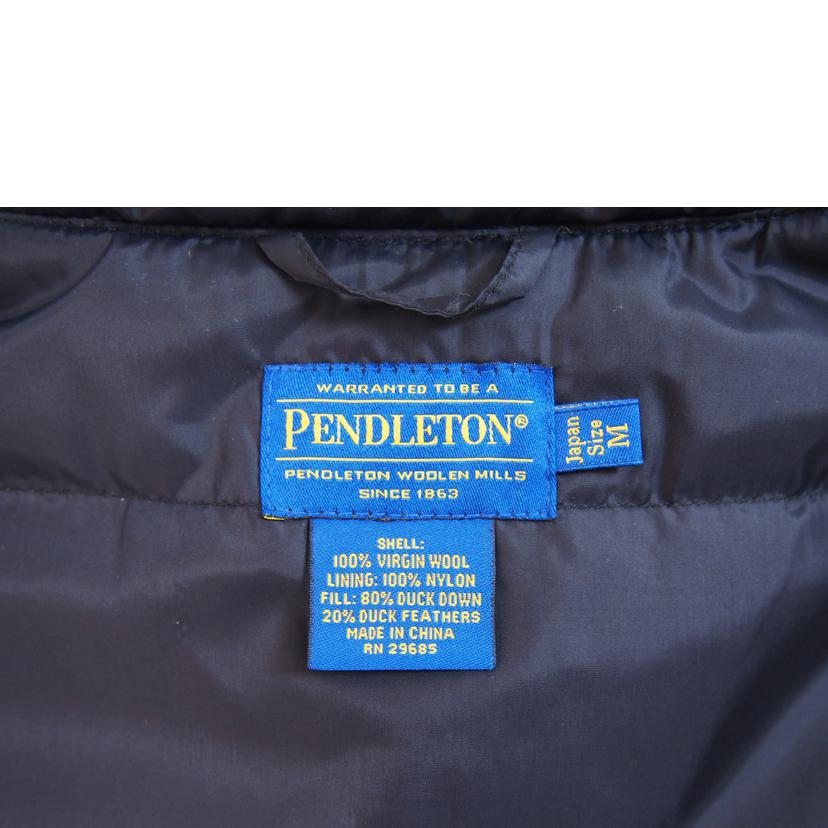 WARRANTED TO BE A
PENDLETON®
PENDLETON WOOLEN MILLS
SINCE 1863
Japan
Size
M
SHELL:
100% VIRGIN WOOL
LINING: 100% NYLON
FILL: 80% DUCK DOWN
20% DUCK FEATHERS
MADE IN CHINA
RN 29685